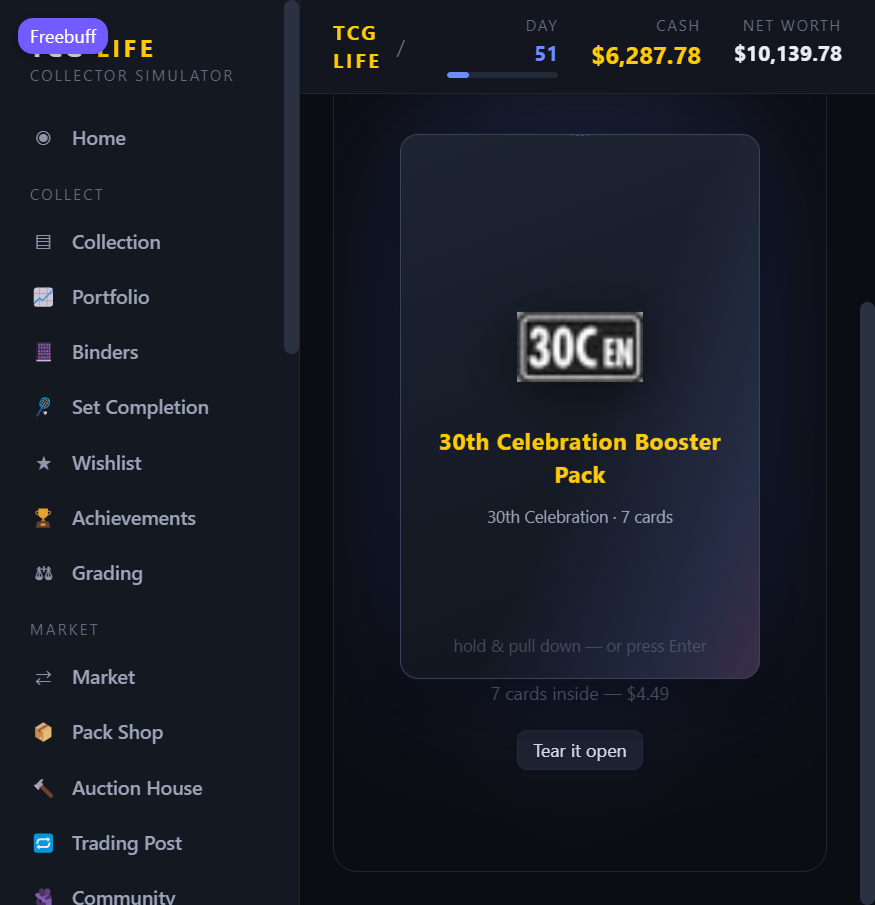 Freebuff
LIFE
COLLECTOR SIMULATOR
Home
COLLECT
Collection
Portfolio
Binders
Set Completion
Wishlist
Achievements
Grading
MARKET
Market
Pack Shop
Auction House
Trading Post
Community
TCG
LIFE
/
DAY
51
CASH
$6,287.78
NET WORTH
$10,139.78
30C EN
30th Celebration Booster
Pack
30th Celebration · 7 cards
hold & pull down — or press Enter
7 cards inside — $4.49
Tear it open